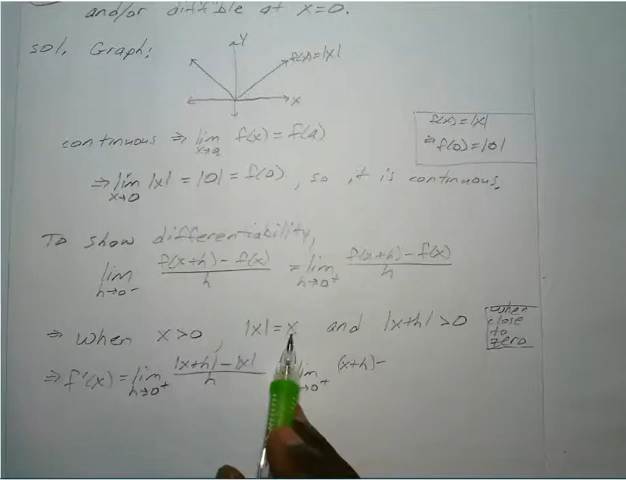 and/or diff'ble at x=0.
sol. Graph:
y
f(x)=|x|
x
continuous ⇒ lim x→a f(x) = f(a)
f(x)=|x|
⇒ f(0)=|0|
⇒ lim x→0 |x| = |0| = f(0), so it is continuous.
To show differentiability,
lim h→0- f(x+h) - f(x) / h = lim h→0+ f(x+h) - f(x) / h
⇒ when x>0, |x|=x and |x+h|>0
when
close
to
zero
⇒ f'(x) = lim h→0+ |x+h| - |x| / h lim h→0+ (x+h) -